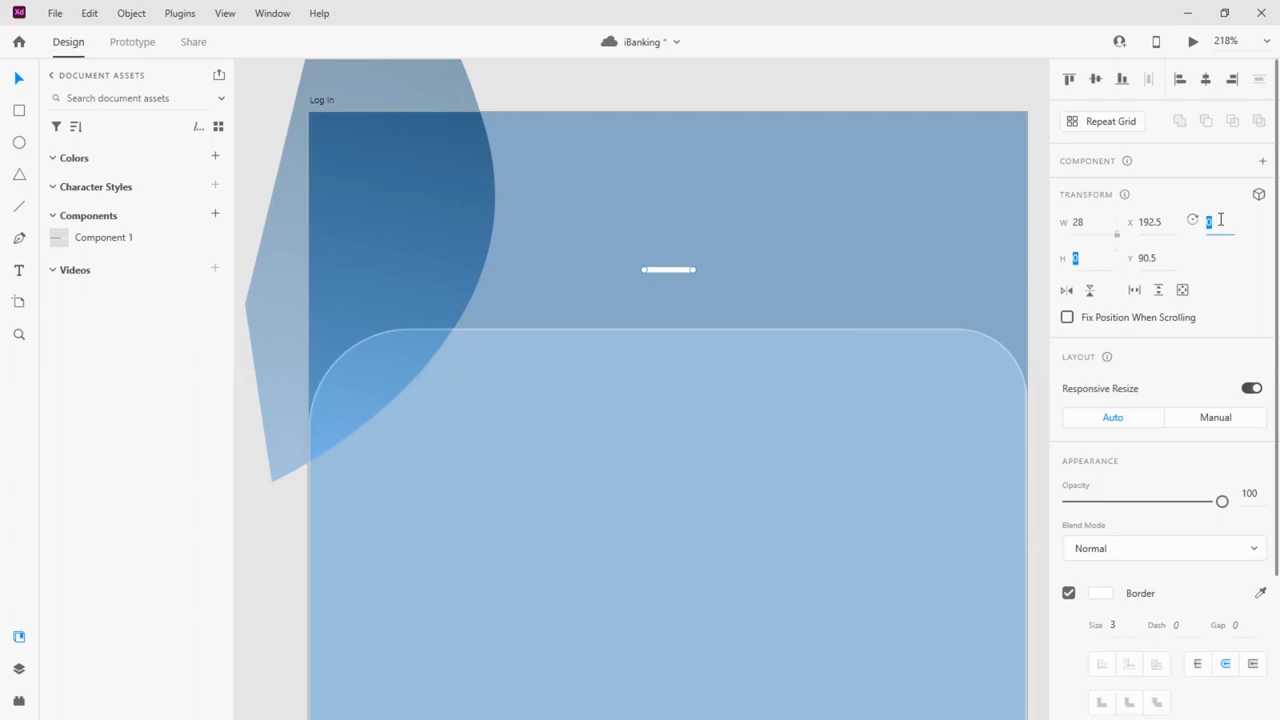 Xd File Edit Object Plugins View Window Help
Design Prototype Share iBanking * 218%
DOCUMENT ASSETS
Search document assets
/...
Colors
Character Styles
Components
Component 1
Videos
Log In
Repeat Grid
COMPONENT
TRANSFORM
W 28 X 192.5 0
H 0 Y 90.5
Fix Position When Scrolling
LAYOUT
Responsive Resize
Auto Manual
APPEARANCE
Opacity
100
Blend Mode
Normal
Border
Size 3 Dash 0 Gap 0